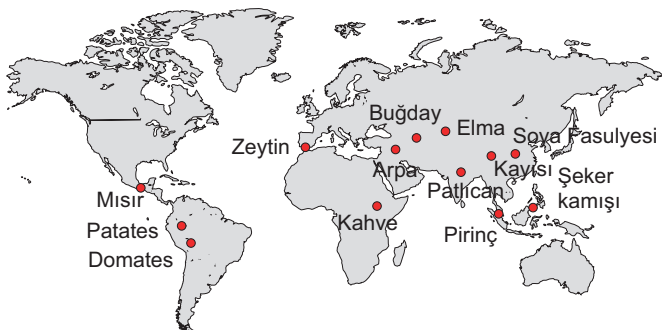 Buğday
Elma
Soya Fasulyesi
Zeytin
Arpa
Kayısı
Patlıcan
Şeker
kamışı
Mısır
Kahve
Patates
Pirinç
Domates